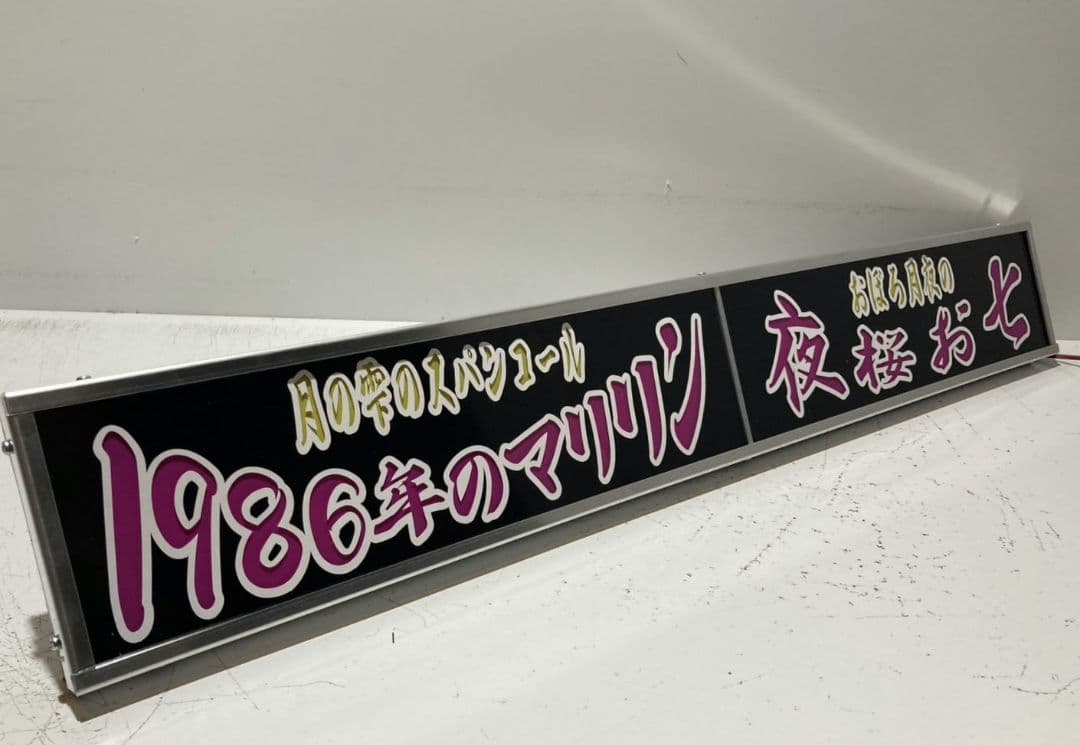 月の雫のスパンコール
1986年のマリリン
おぼろ月夜の
夜桜お七